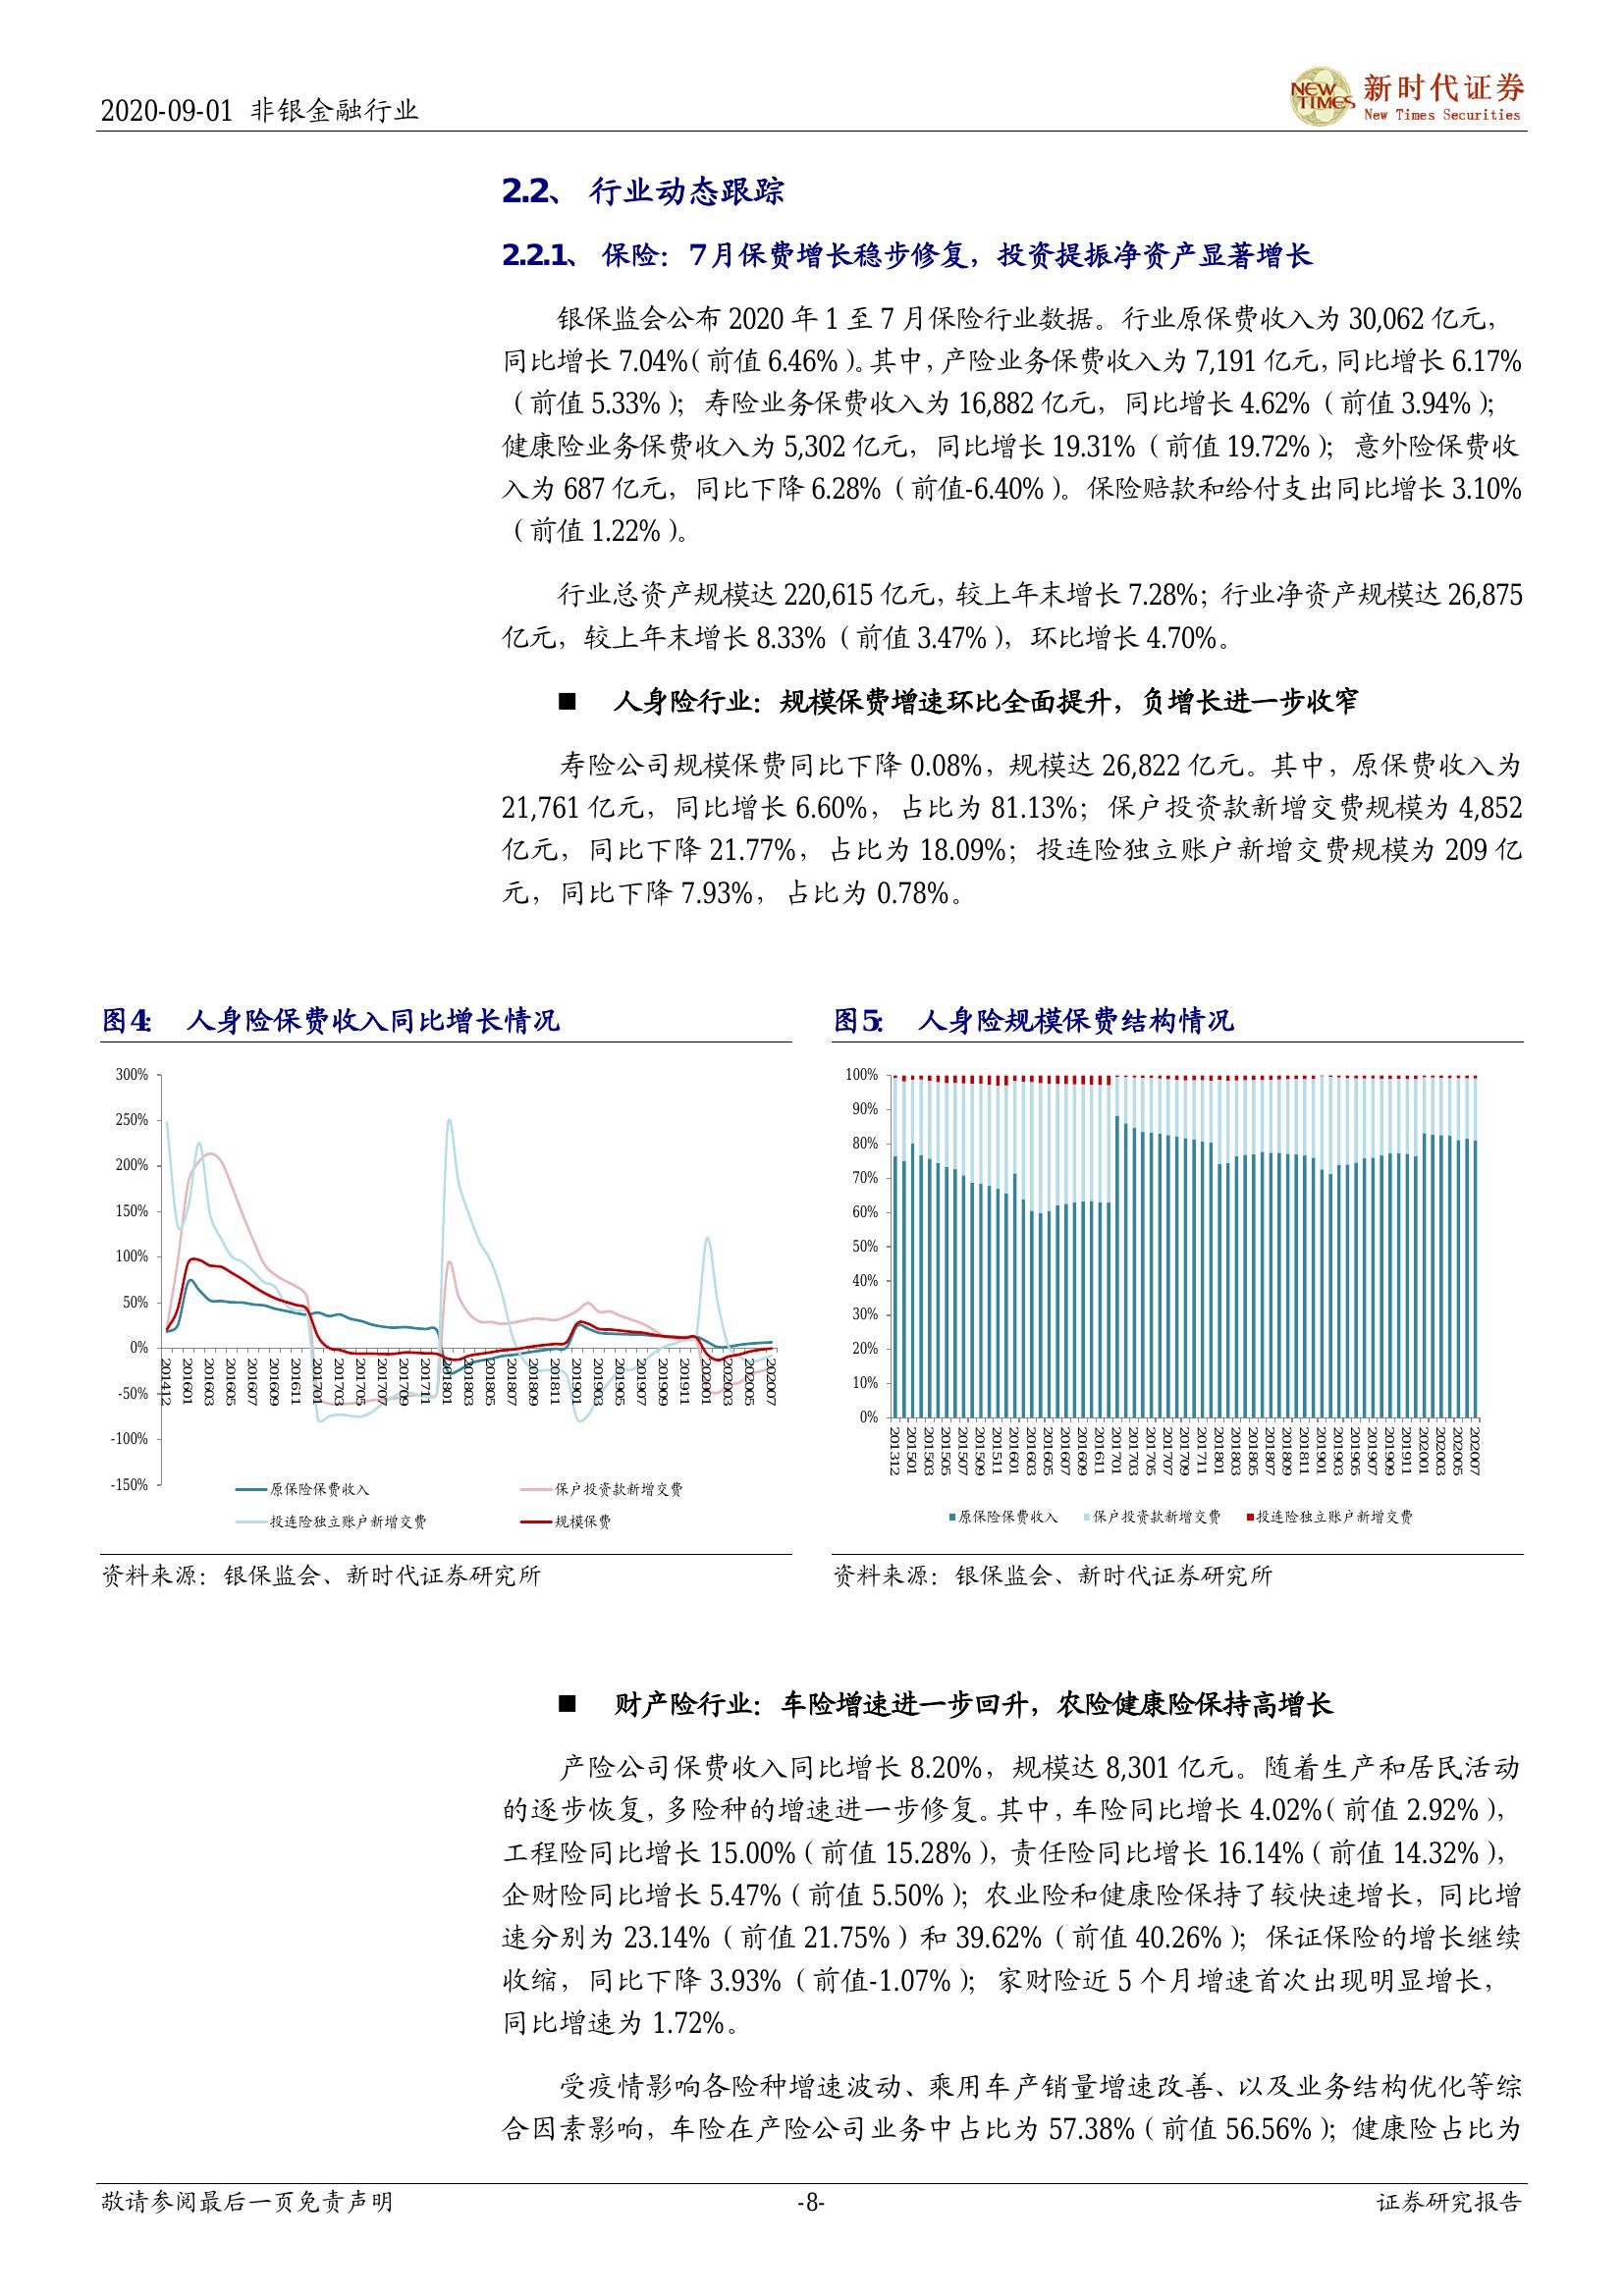 2020-09-01 非银金融行业
NEW TIMES 新时代证券
New Times Securities
2.2、 行业动态跟踪
2.2.1、 保险：7月保费增长稳步修复，投资提振净资产显著增长
银保监会公布 2020 年 1 至 7 月保险行业数据。行业原保费收入为 30,062 亿元，
同比增长 7.04%（前值 6.46%）。其中，产险业务保费收入为 7,191 亿元，同比增长 6.17%
（前值 5.33%）；寿险业务保费收入为 16,882 亿元，同比增长 4.62%（前值 3.94%）；
健康险业务保费收入为 5,302 亿元，同比增长 19.31%（前值 19.72%）；意外险保费收
入为 687 亿元，同比下降 6.28%（前值-6.40%）。保险赔款和给付支出同比增长 3.10%
（前值 1.22%）。
行业总资产规模达 220,615 亿元，较上年末增长 7.28%；行业净资产规模达 26,875
亿元，较上年末增长 8.33%（前值 3.47%），环比增长 4.70%。
■ 人身险行业：规模保费增速环比全面提升，负增长进一步收窄
寿险公司规模保费同比下降 0.08%，规模达 26,822 亿元。其中，原保费收入为
21,761 亿元，同比增长 6.60%，占比为 81.13%；保户投资款新增交费规模为 4,852
亿元，同比下降 21.77%，占比为 18.09%；投连险独立账户新增交费规模为 209 亿
元，同比下降 7.93%，占比为 0.78%。
图4： 人身险保费收入同比增长情况
300%
250%
200%
150%
100%
50%
0%
-50%
-100%
-150%
201412 201601 201603 201605 201607 201609 201611 201701 201703 201705 201707 201709 201711 201801 201803 201805 201807 201809 201811 201901 201903 201905 201907 201909 201911 202001 202003 202005 202007
原保险保费收入 保户投资款新增交费
投连险独立账户新增交费 规模保费
资料来源：银保监会、新时代证券研究所
图5： 人身险规模保费结构情况
100%
90%
80%
70%
60%
50%
40%
30%
20%
10%
0%
201312 201501 201503 201505 201507 201509 201511 201601 201603 201605 201607 201609 201611 201701 201703 201705 201707 201709 201711 201801 201803 201805 201807 201809 201811 201901 201903 201905 201907 201909 201911 202001 202003 202005 202007
原保险保费收入 保户投资款新增交费 投连险独立账户新增交费
资料来源：银保监会、新时代证券研究所
■ 财产险行业：车险增速进一步回升，农险健康险保持高增长
产险公司保费收入同比增长 8.20%，规模达 8,301 亿元。随着生产和居民活动
的逐步恢复，多险种的增速进一步修复。其中，车险同比增长 4.02%（前值 2.92%），
工程险同比增长 15.00%（前值 15.28%），责任险同比增长 16.14%（前值 14.32%），
企财险同比增长 5.47%（前值 5.50%）；农业险和健康险保持了较快速增长，同比增
速分别为 23.14%（前值 21.75%）和 39.62%（前值 40.26%）；保证保险的增长继续
收缩，同比下降 3.93%（前值-1.07%）；家财险近 5 个月增速首次出现明显增长，
同比增速为 1.72%。
受疫情影响各险种增速波动、乘用车产销量增速改善、以及业务结构优化等综
合因素影响，车险在产险公司业务中占比为 57.38%（前值 56.56%）；健康险占比为
敬请参阅最后一页免责声明
-8-
证券研究报告